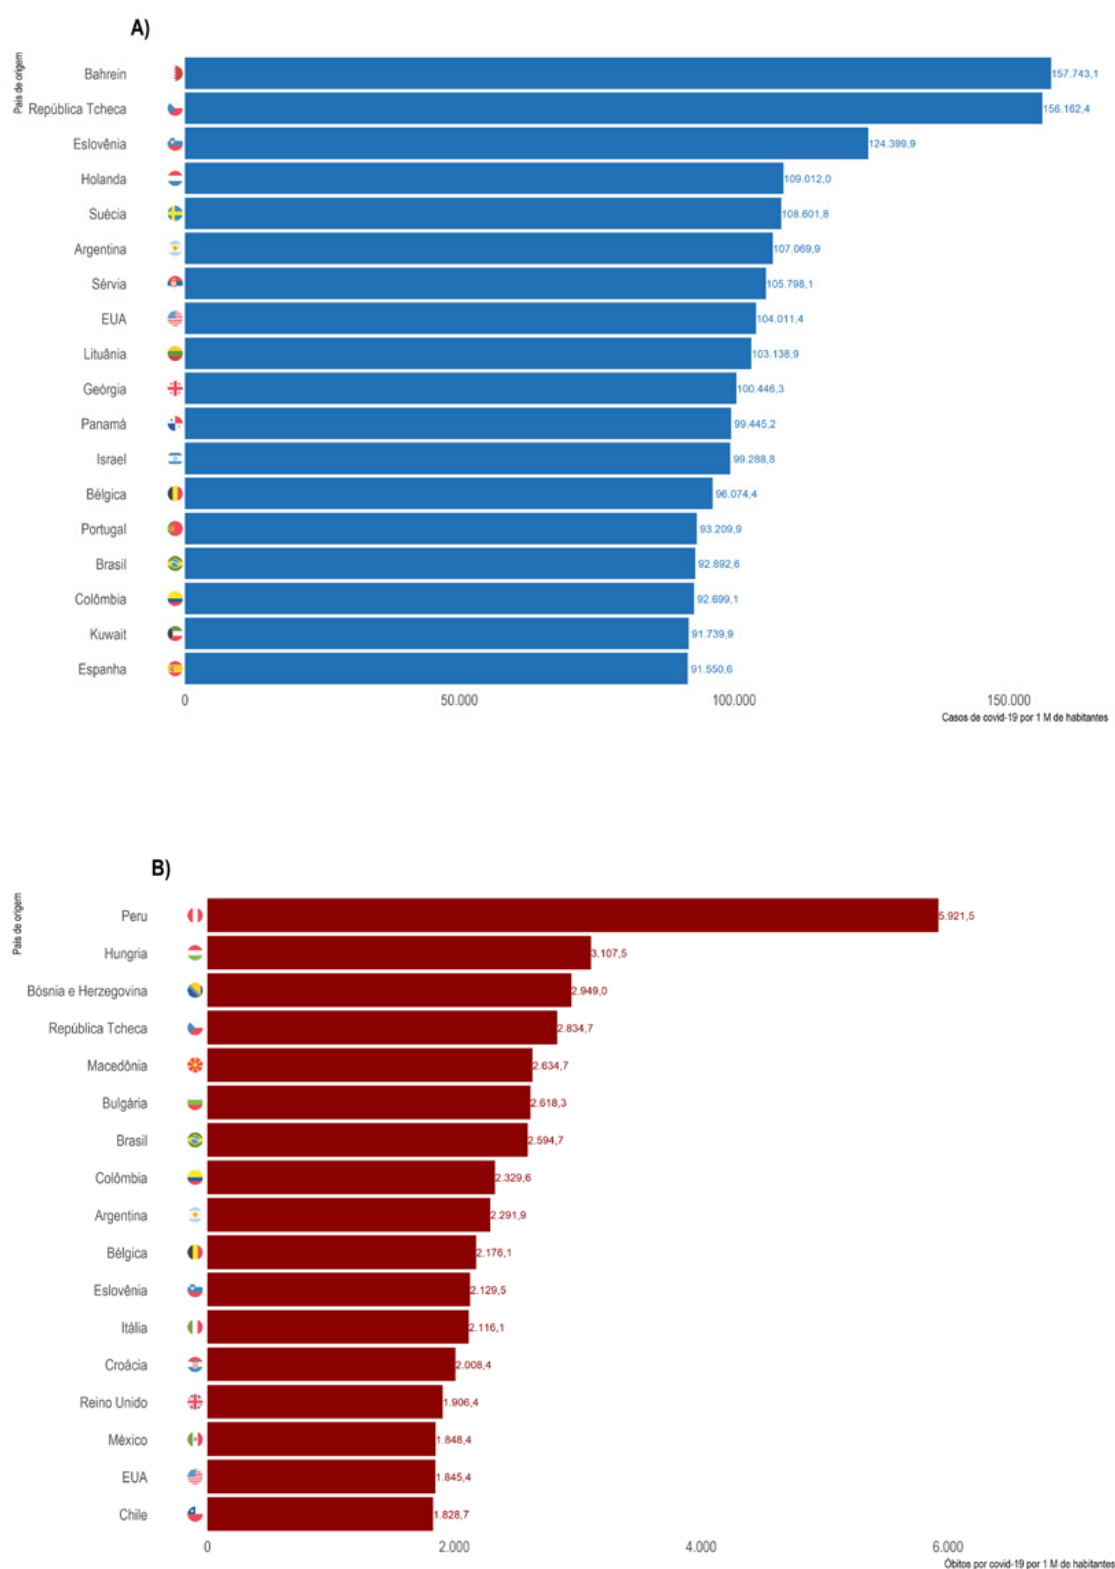 A)
País de origem
Bahrein 157.743,1
República Tcheca 156.162,4
Eslovênia 124.399,9
Holanda 109.012,0
Suécia 108.601,8
Argentina 107.069,9
Sérvia 105.798,1
EUA 104.011,4
Lituânia 103.138,9
Geórgia 100.446,3
Panamá 99.445,2
Israel 99.288,8
Bélgica 96.074,4
Portugal 93.209,9
Brasil 92.892,6
Colômbia 92.699,1
Kuwait 91.739,9
Espanha 91.550,6
0 50.000 100.000 150.000
Casos de covid-19 por 1 M de habitantes
B)
País de origem
Peru 5.921,5
Hungria 3.107,5
Bósnia e Herzegovina 2.949,0
República Tcheca 2.834,7
Macedônia 2.634,7
Bulgária 2.618,3
Brasil 2.594,7
Colômbia 2.329,6
Argentina 2.291,9
Bélgica 2.176,1
Eslovênia 2.129,5
Itália 2.116,1
Croácia 2.008,4
Reino Unido 1.906,4
México 1.848,4
EUA 1.845,4
Chile 1.828,7
0 2.000 4.000 6.000
Óbitos por covid-19 por 1 M de habitantes